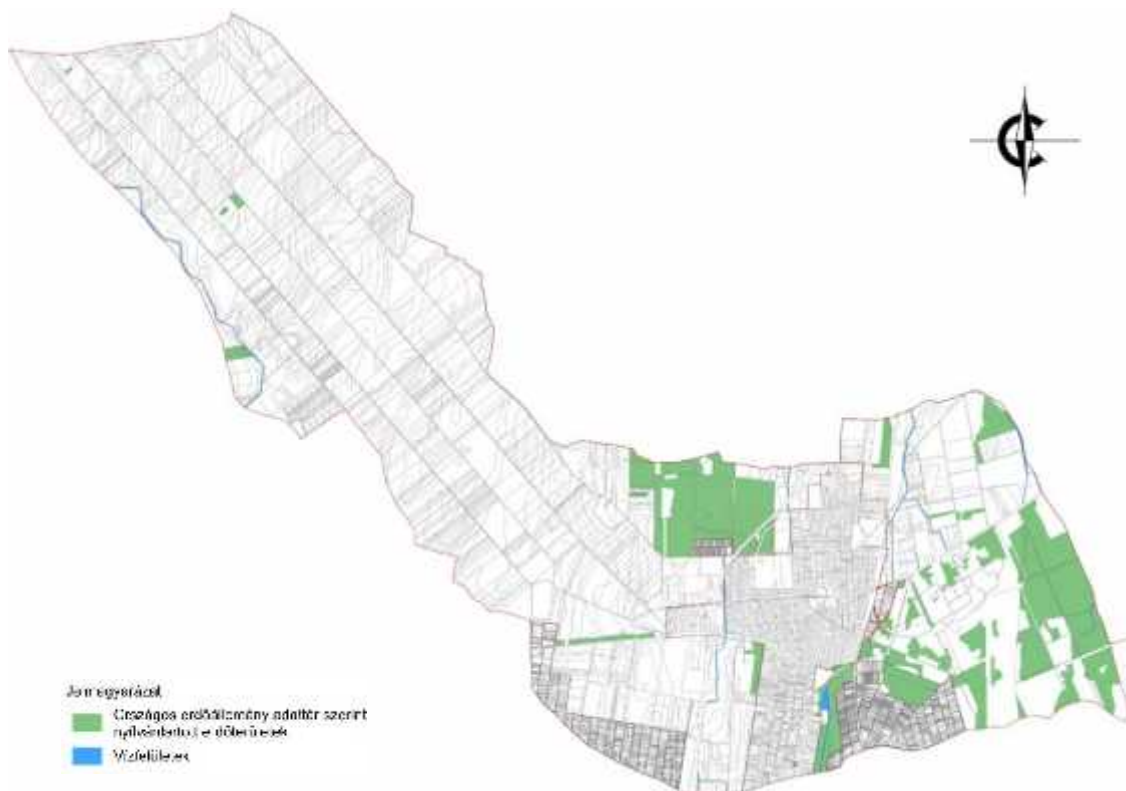 Jelmagyarázat
Országos erdőállomány adattár szerint
nyilvántartott erdőterületek
Vízfelületek